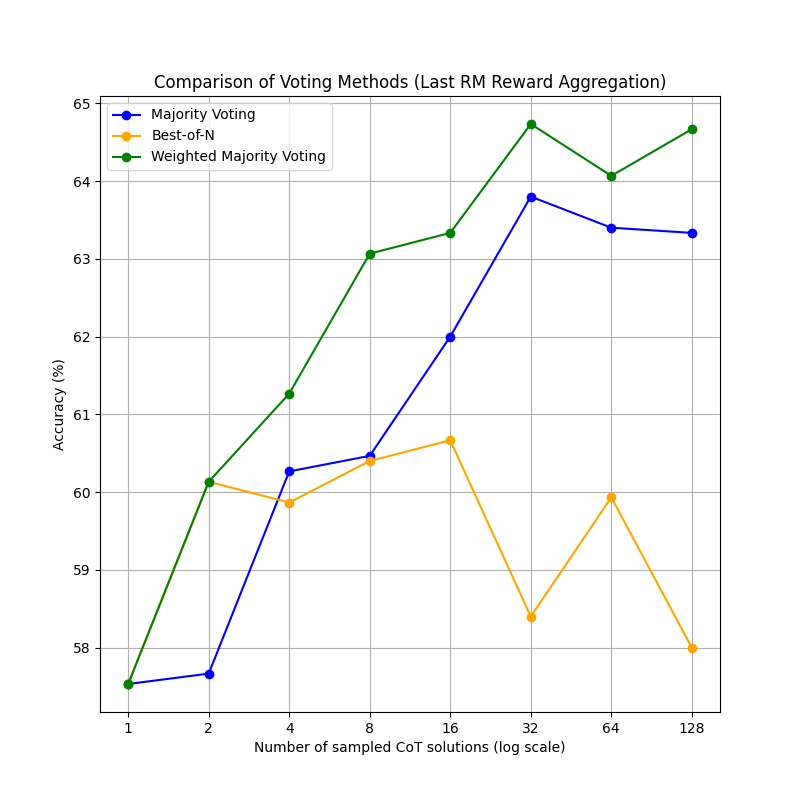 Comparison of Voting Methods (Last RM Reward Aggregation)
Majority Voting
Best-of-N
Weighted Majority Voting
65
64
63
62
61
60
59
58
Accuracy (%)
1 2 4 8 16 32 64 128
Number of sampled CoT solutions (log scale)